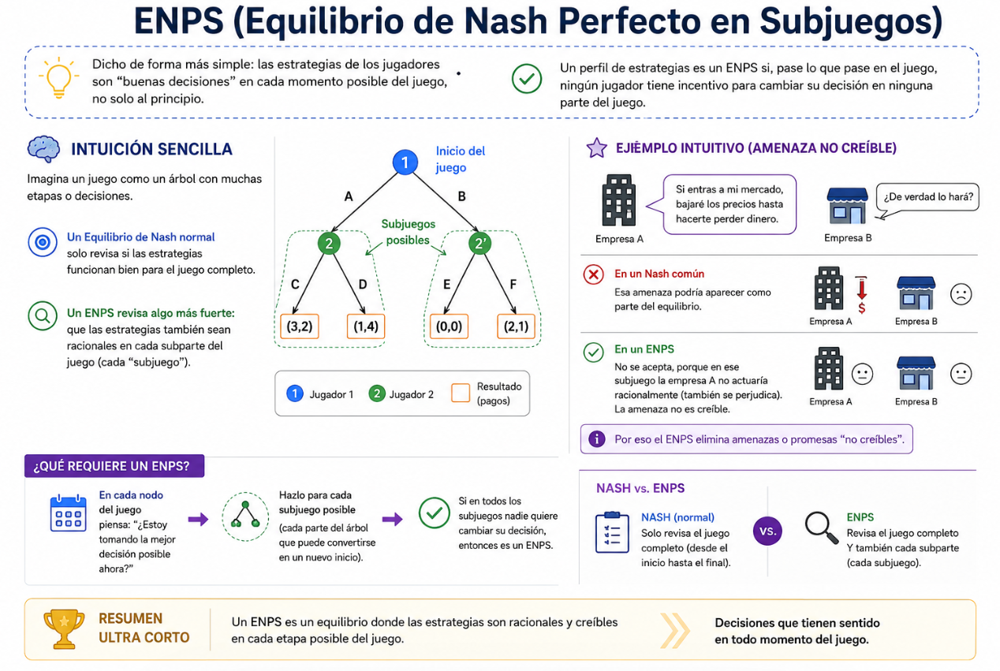 ENPS (Equilibrio de Nash Perfecto en Subjuegos)
Dicho de forma más simple: las estrategias de los jugadores
son “buenas decisiones” en cada momento posible del juego,
no solo al principio.
•
Un perfil de estrategias es un ENPS si, pase lo que pase en el juego,
ningún jugador tiene incentivo para cambiar su decisión en ninguna
parte del juego.
INTUICIÓN SENCILLA
Imagina un juego como un árbol con muchas
etapas o decisiones.
Un Equilibrio de Nash normal
solo revisa si las estrategias
funcionan bien para el juego completo.
Un ENPS revisa algo más fuerte:
que las estrategias también sean
racionales en cada subparte del
juego (cada “subjuego”).
1
Inicio del
juego
A
B
Subjuegos
posibles
2
2’
C
D
E
F
(3,2)
(1,4)
(0,0)
(2,1)
1 Jugador 1
2 Jugador 2
Resultado
(pagos)
EJEMPLO INTUITIVO (AMENAZA NO CREÍBLE)
Si entras a mi mercado,
bajaré los precios hasta
hacerte perder dinero.
Empresa A
¿De verdad lo hará?
Empresa B
En un Nash común
Esa amenaza podría aparecer como
parte del equilibrio.
$
Empresa A
Empresa B
En un ENPS
No se acepta, porque en ese
subjuego la empresa A no actuaría
racionalmente (también se perjudica).
La amenaza no es creíble.
Empresa A
Empresa B
i Por eso el ENPS elimina amenazas o promesas “no creíbles”.
¿QUÉ REQUIERE UN ENPS?
En cada nodo
del juego
piensa: “¿Estoy
tomando la mejor
decisión posible
ahora?”
Hazlo para cada
subjuego posible
(cada parte del árbol
que puede convertirse
en un nuevo inicio).
Si en todos los
subjuegos nadie quiere
cambiar su decisión,
entonces es un ENPS.
NASH vs. ENPS
NASH (normal)
Solo revisa el juego
completo (desde el
inicio hasta el final).
VS.
ENPS
Revisa el juego completo
Y también cada subparte
(cada subjuego).
RESUMEN
ULTRA CORTO
Un ENPS es un equilibrio donde las estrategias son racionales y creíbles
en cada etapa posible del juego.
Decisiones que tienen sentido
en todo momento del juego.